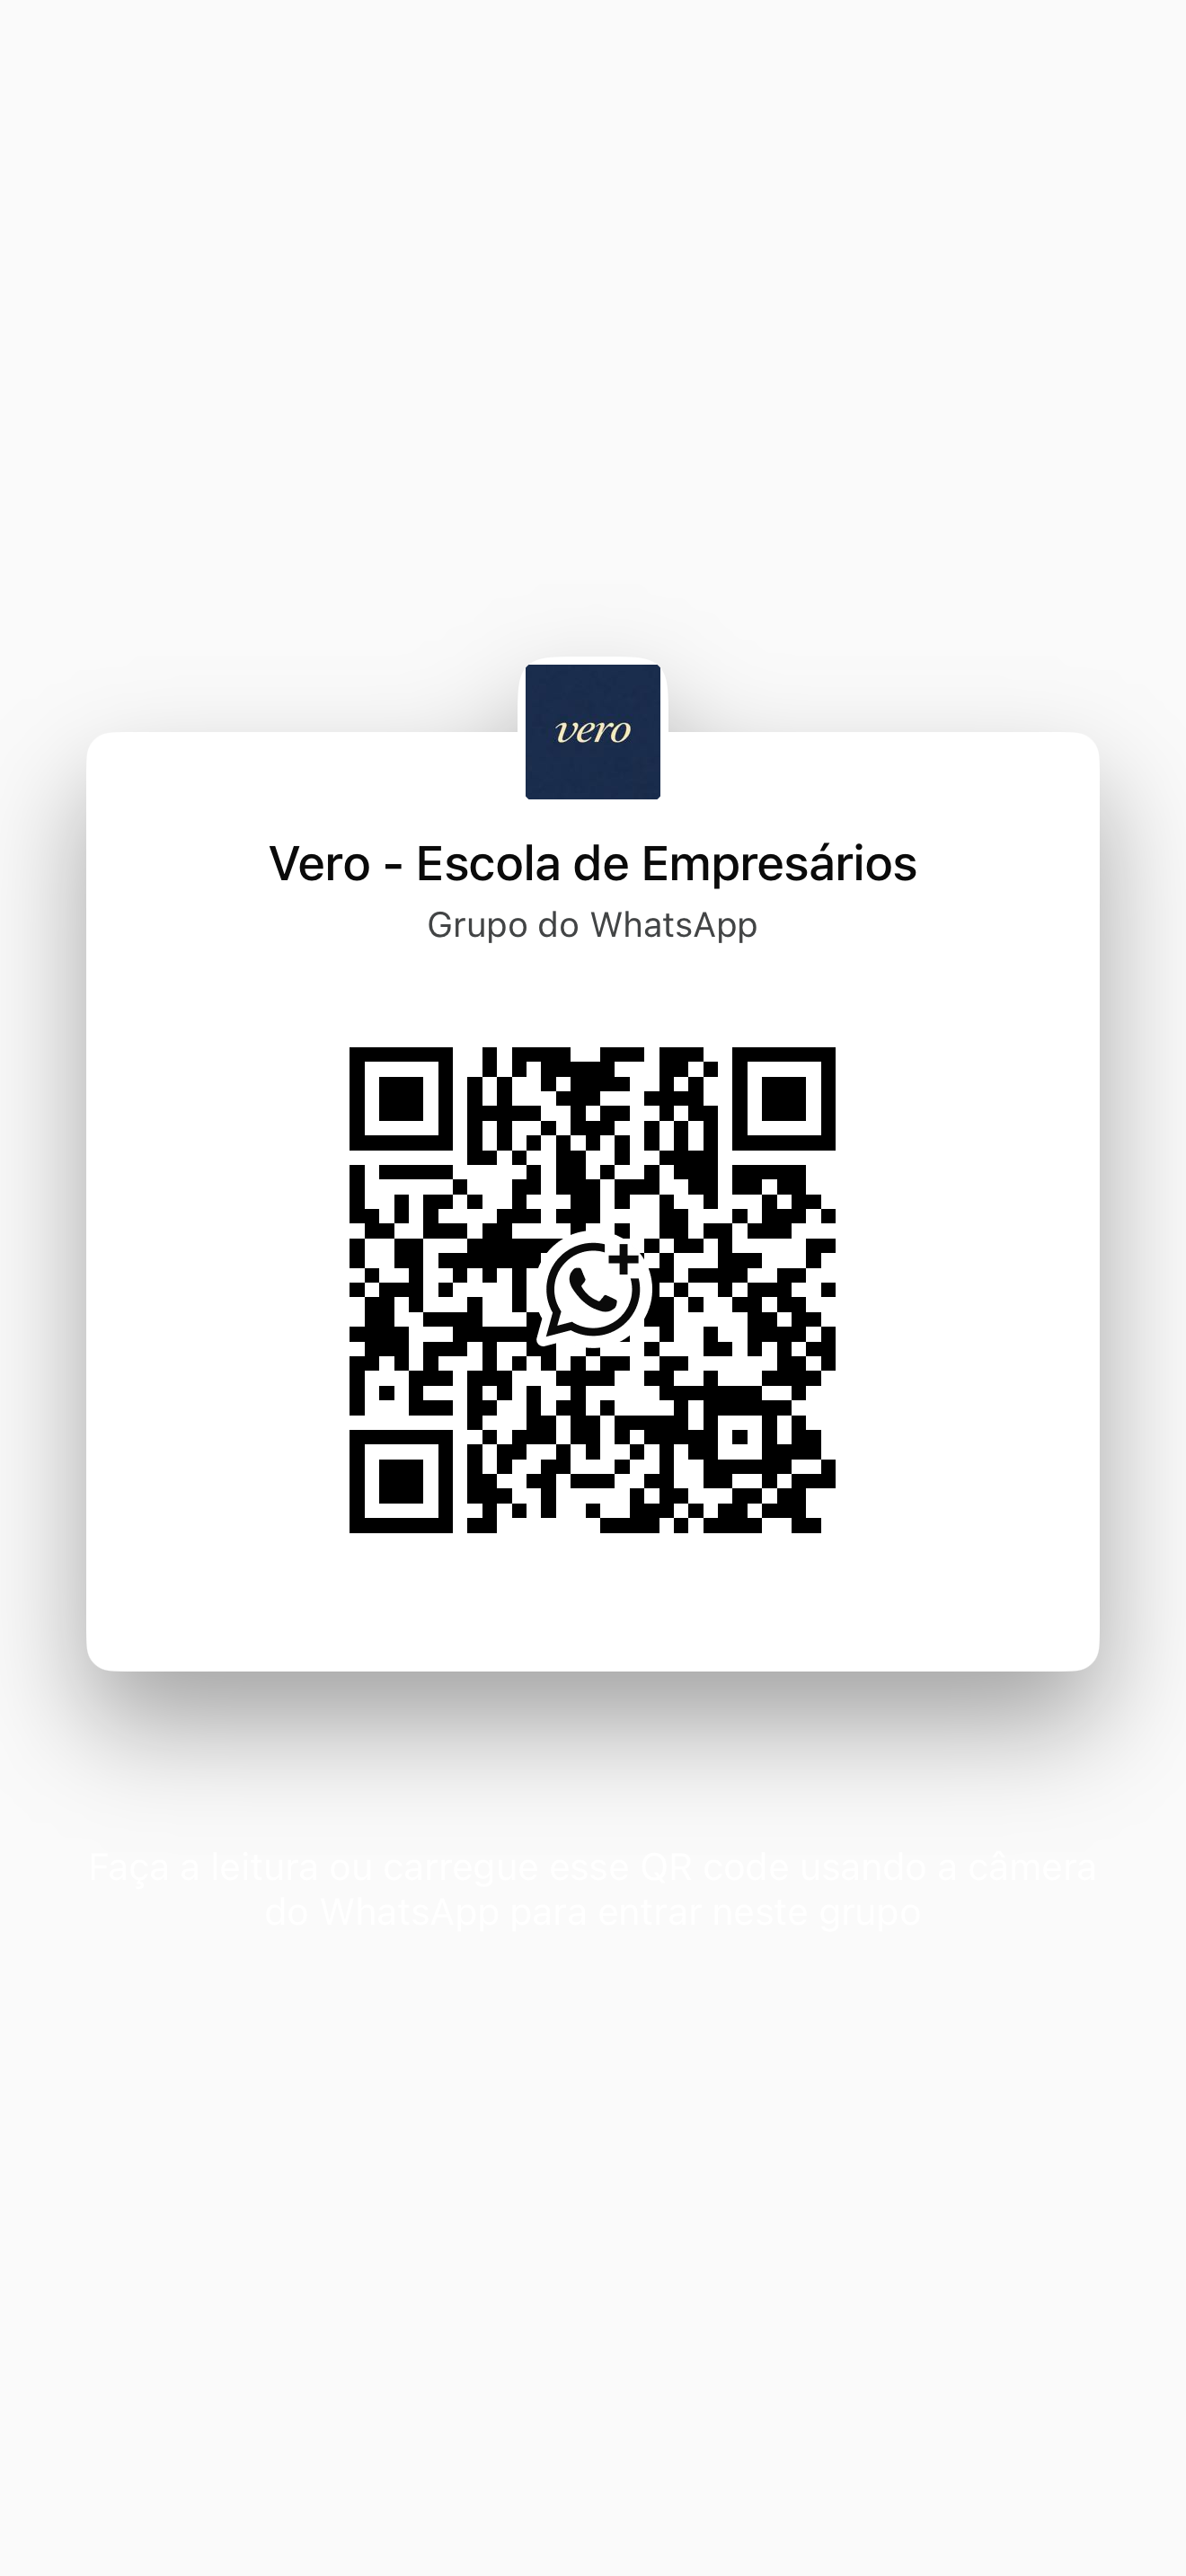 vero
Vero - Escola de Empresários
Grupo do WhatsApp
Faça a leitura ou carregue esse QR code usando a câmera
do WhatsApp para entrar neste grupo